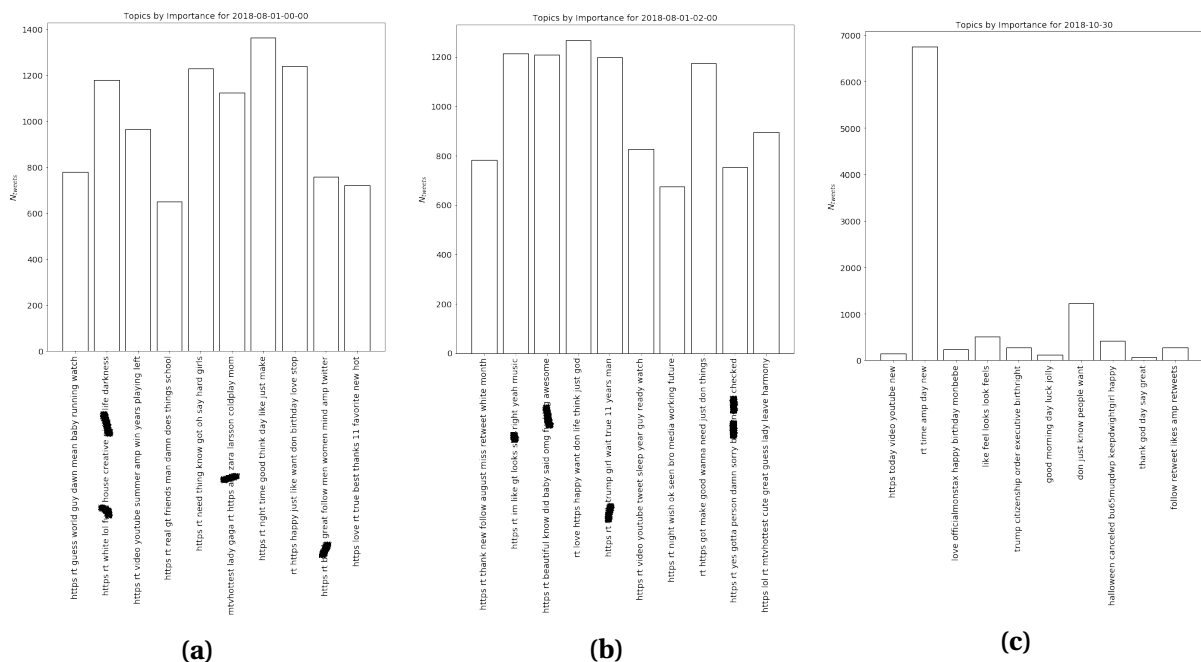 Topics by Importance for 2018-08-01-00-00
1400
1200
1000
800
600
400
200
0
Ntweets
https rt guess world guy dawn mean baby running watch
https rt white lol house creative life darkness
https rt video youtube summer amp win years playing left
https rt real gt friends man damn does things school
https rt need thing know got oh say hard girls
mtvhottest lady gaga rt https zara larsson coldplay mom
https rt right time good think day like just make
rt https happy just like want don birthday love stop
https rt great follow men women mind amp twitter
https love rt true best thanks 11 favorite new hot
(a)
Topics by Importance for 2018-08-01-02-00
1200
1000
800
600
400
200
0
Ntweets
https rt thank new follow august miss retweet white month
https rt im like gt looks right yeah music
https rt beautiful know did baby said omg awesome
rt love https happy want don life think just god
https rt trump girl wait true 11 years man
https rt video youtube tweet sleep year guy ready watch
https rt night wish ok seen bro media working future
rt https got make good wanna need just don things
https rt yes gotta person damn sorry checked
https lol rt mtvhottest cute great guess lady leave harmony
(b)
Topics by Importance for 2018-10-30
7000
6000
5000
4000
3000
2000
1000
0
Ntweets
https today video youtube new
rt time amp day new
love officialmonstax happy birthday monbebe
like feel looks look feels
trump citizenship order executive birthright
good morning day luck jolly
don just know people want
halloween canceled bu65muqdwp keepdwightgirl happy
thank god day say great
follow retweet likes amp retweets
(c)